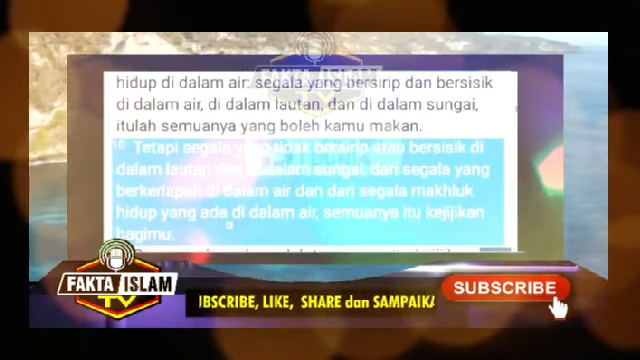 FAKTA ISLAM
hidup di dalam air: segala yang bersirip dan bersisik
di dalam air, di dalam lautan, dan di dalam sungai,
itulah semuanya yang boleh kamu makan.
10 Tetapi segala yang tidak bersirip atau bersisik di
dalam lautan dan di dalam sungai, dari segala yang
berkeriapan di dalam air dan dari segala makhluk
hidup yang ada di dalam air, semuanya itu kejijikan
bagimu.
FAKTA ISLAM
TV
UBSCRIBE, LIKE, SHARE dan SAMPAIKA
SUBSCRIBE